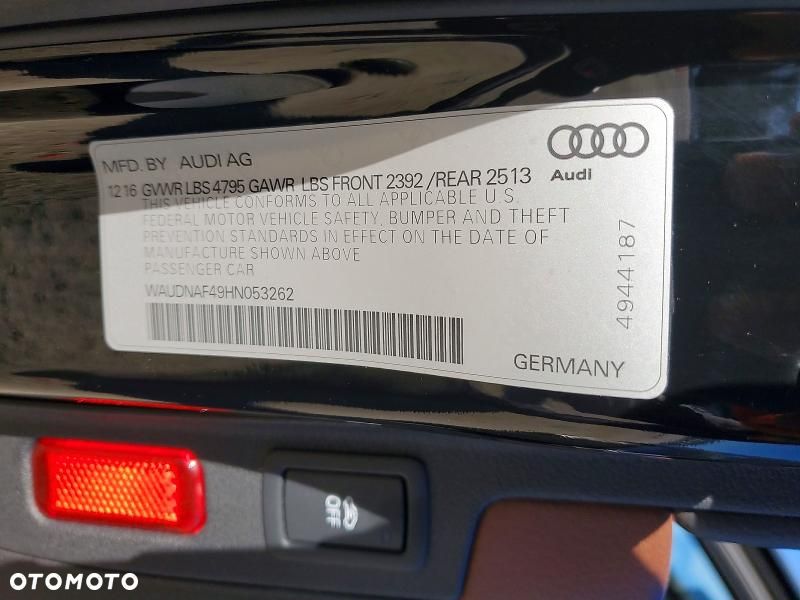 MFD. BY AUDI AG
Audi
12 16 GVWR LBS 4795 GAWR LBS FRONT 2392 /REAR 2513
THIS VEHICLE CONFORMS TO ALL APPLICABLE U.S.
FEDERAL MOTOR VEHICLE SAFETY, BUMPER AND THEFT
PREVENTION STANDARDS IN EFFECT ON THE DATE OF
MANUFACTURE SHOWN ABOVE
PASSENGER CAR
WAUDNAF49HN053262
4944187
GERMANY
OFF
OTOMOTO